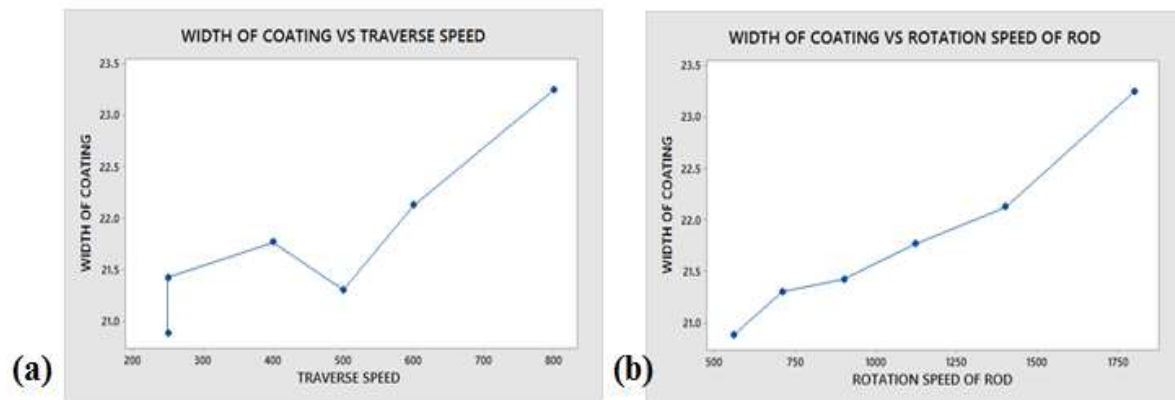 WIDTH OF COATING VS TRAVERSE SPEED
23.5
23.0
22.5
22.0
21.5
21.0
WIDTH OF COATING
200 300 400 500 600 700 800
TRAVERSE SPEED
(a)
WIDTH OF COATING VS ROTATION SPEED OF ROD
23.5
23.0
22.5
22.0
21.5
21.0
WIDTH OF COATING
500 750 1000 1250 1500 1750
ROTATION SPEED OF ROD
(b)